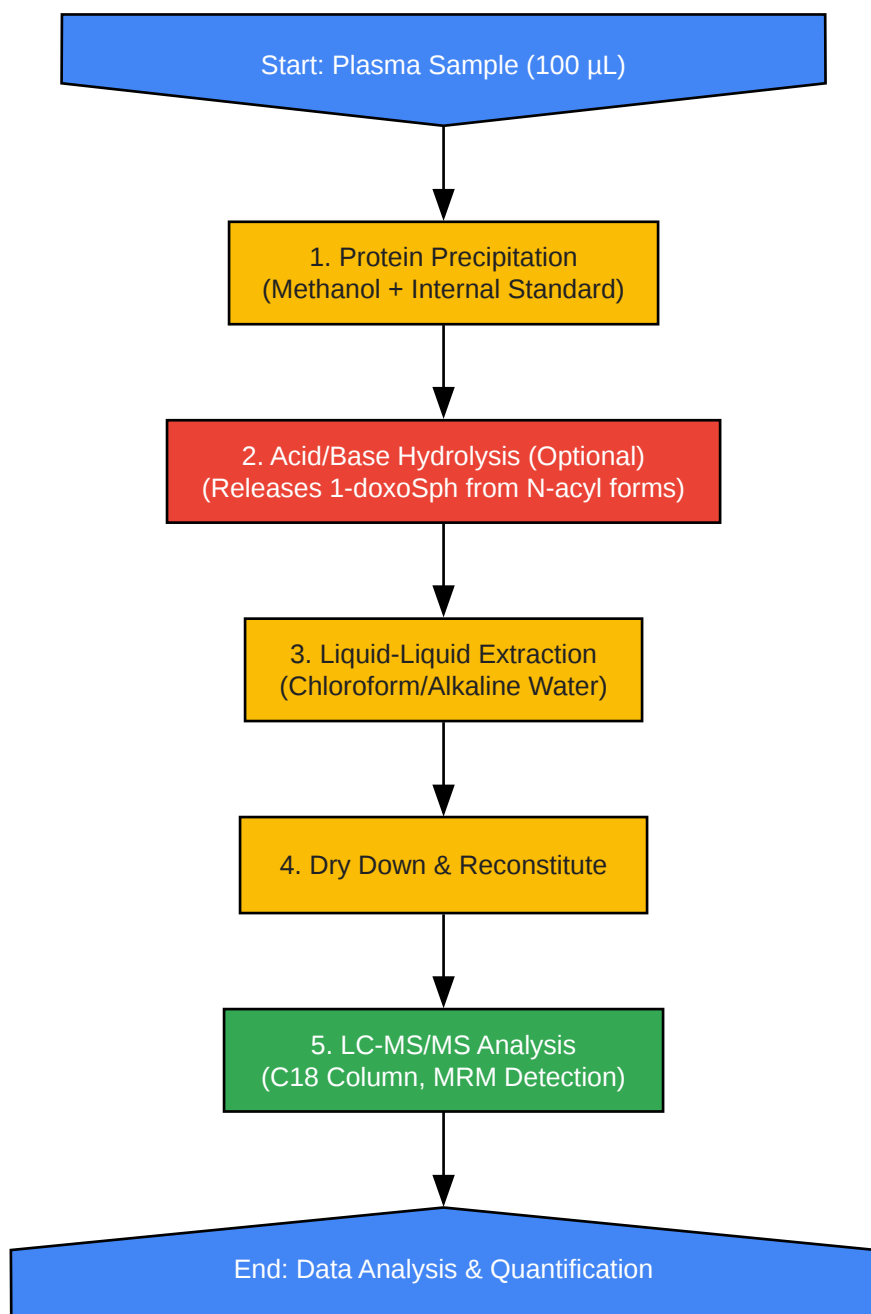 Start: Plasma Sample (100 µL)
1. Protein Precipitation
(Methanol + Internal Standard)
2. Acid/Base Hydrolysis (Optional)
(Releases 1-doxoSph from N-acyl forms)
3. Liquid-Liquid Extraction
(Chloroform/Alkaline Water)
4. Dry Down & Reconstitute
5. LC-MS/MS Analysis
(C18 Column, MRM Detection)
End: Data Analysis & Quantification